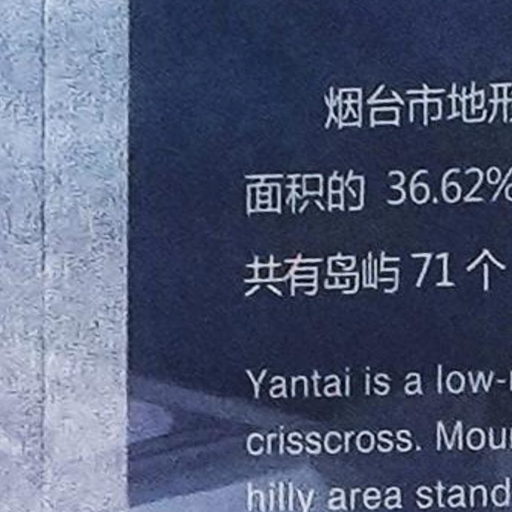 烟台市地形
面积的 36.62%
共有岛屿 71 个
Yantai is a low-
crisscross. Mou
hilly area stand